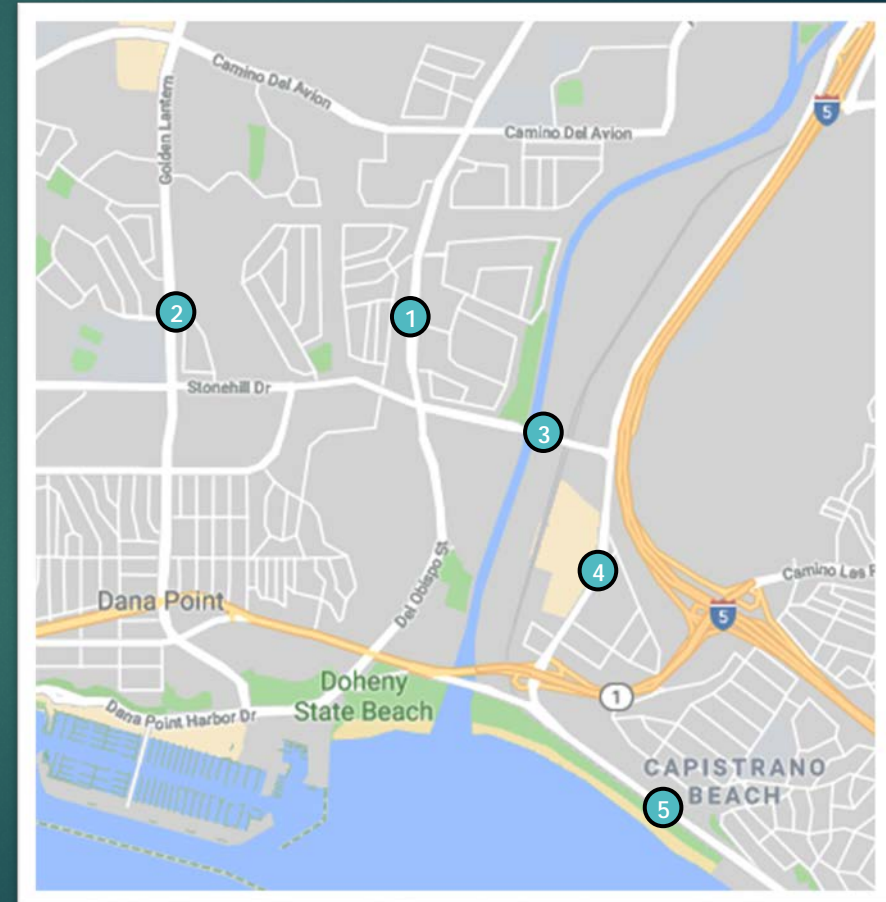 Camino Del Avion
Golden Lantern
Camino Del Avion
5
2
1
Stonehill Dr
3
4
Camino Las
Dana Point
5
Del Obispo St
Doheny
State Beach
1
Dana Point Harbor Dr
CAPISTRANO
BEACH
5